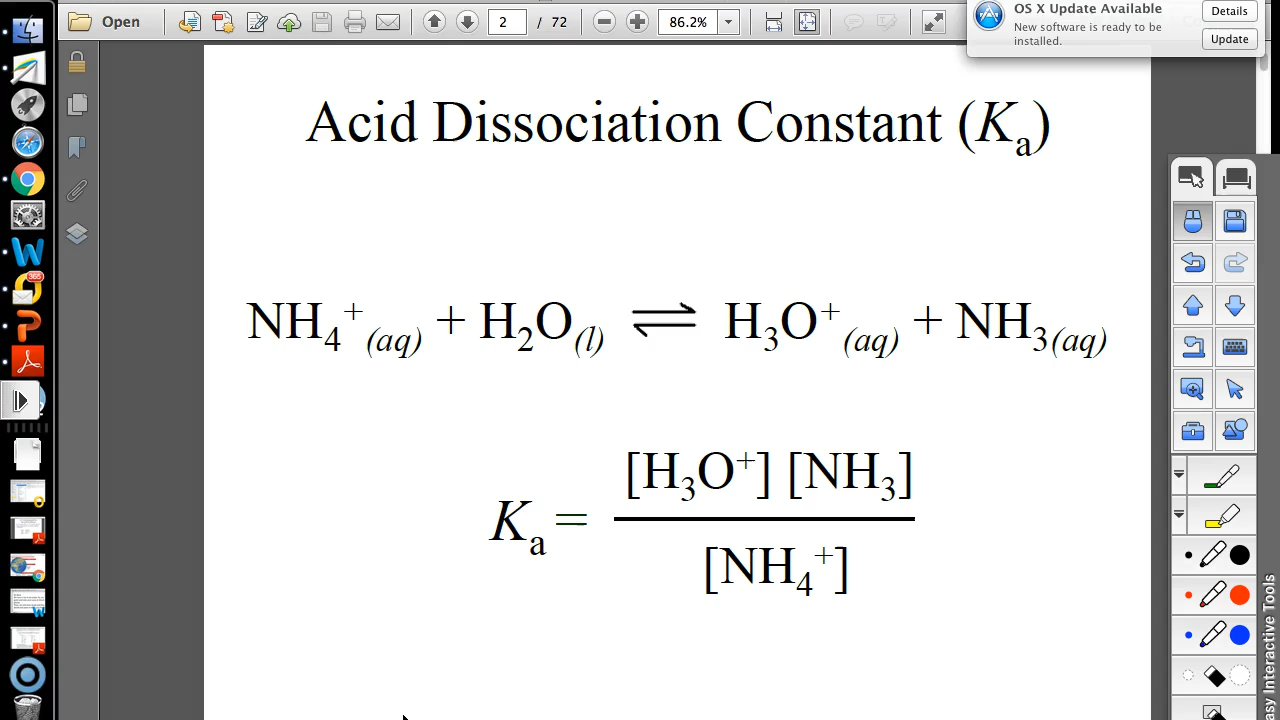 Open
2 / 72
86.2%
OS X Update Available
New software is ready to be
installed.
Details
Update
Acid Dissociation Constant (Kₐ)
NH₄⁺(aq) + H₂O(l) ⇌ H₃O⁺(aq) + NH₃(aq)
Kₐ = [H₃O⁺] [NH₃]
[NH₄⁺]
365
easy Interactive Tools